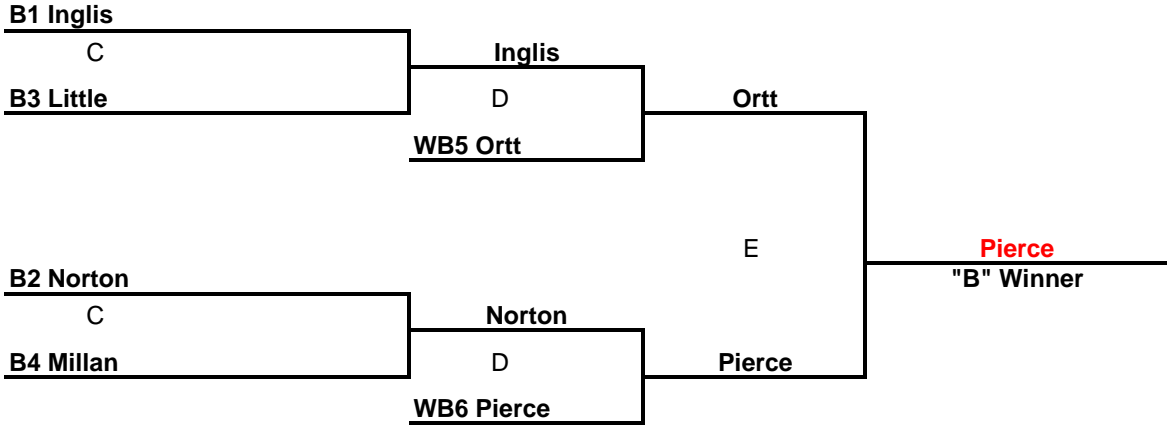 B1 Inglis
C
Inglis
B3 Little
D
Ortt
WB5 Ortt
E
Pierce
"B" Winner
B2 Norton
C
Norton
B4 Millan
D
Pierce
WB6 Pierce